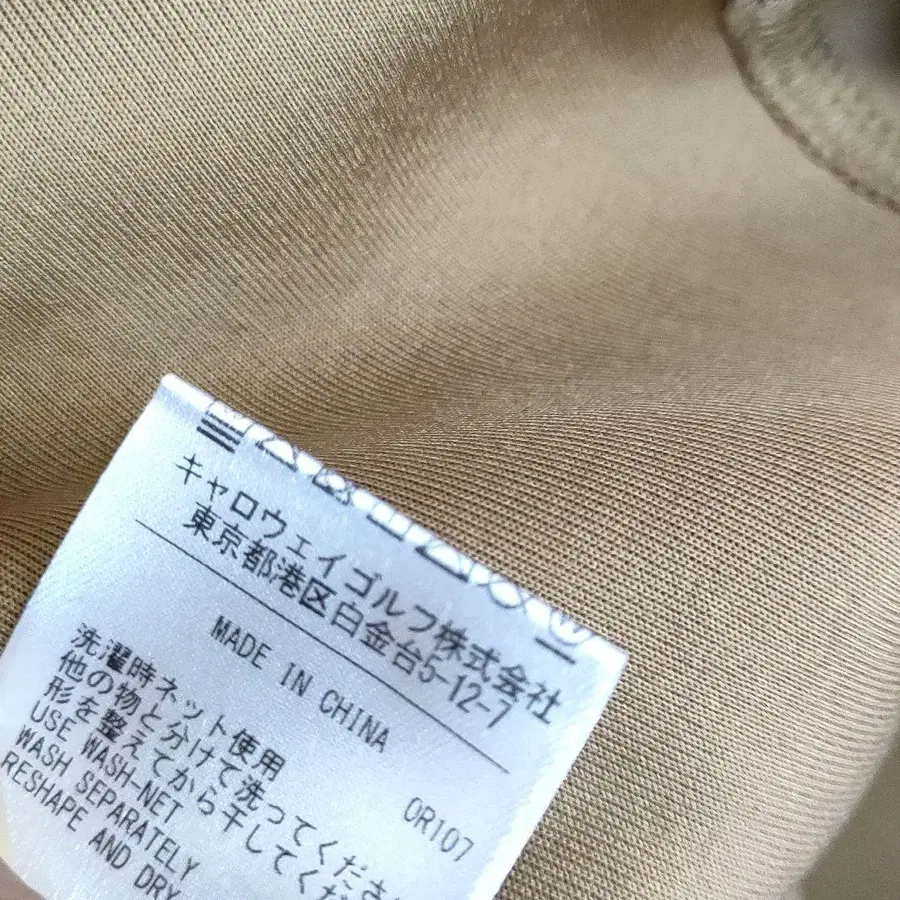 キャロウェイゴルフ株式会社
東京都港区白金台5-12-7
MADE IN CHINA
OR107
洗濯時ネット使用
他の物と分けて洗ってくださ
形を整えてから干してくだ
USE WASH-NET
WASH SEPARATELY
RESHAPE AND DRY